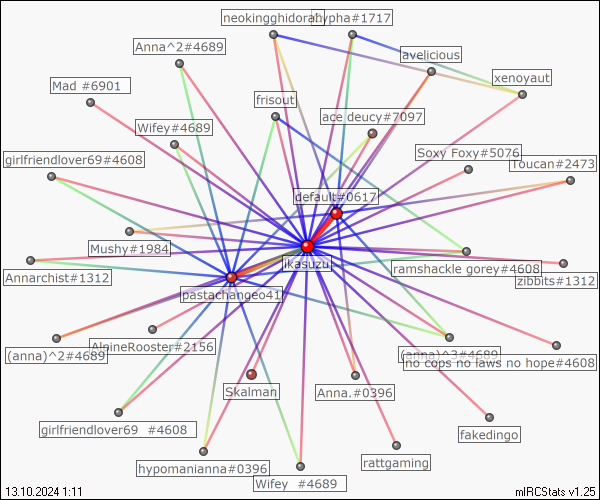 neokingghidorah
hypha#1717
Anna^2#4689
avelicious
xenoyaut
Mad #6901
frisout
ace deucy#7097
Wifey#4689
Soxy Foxy#5076
girlfriendlover69#4608
Toucan#2473
default#0617
Mushy#1984
ikasuzu
ramshackle gorey#4608
Annarchist#1312
zibbits#1312
pastachangeo41
AlpineRooster#2156
(anna)^2#4689
(anna)^3#4689
no cops no laws no hope#4608
Skalman
Anna.#0396
girlfriendlover69 #4608
fakedingo
hypomanianna#0396
rattgaming
Wifey #4689
13.10.2024 1:11
mIRCStats v1.25